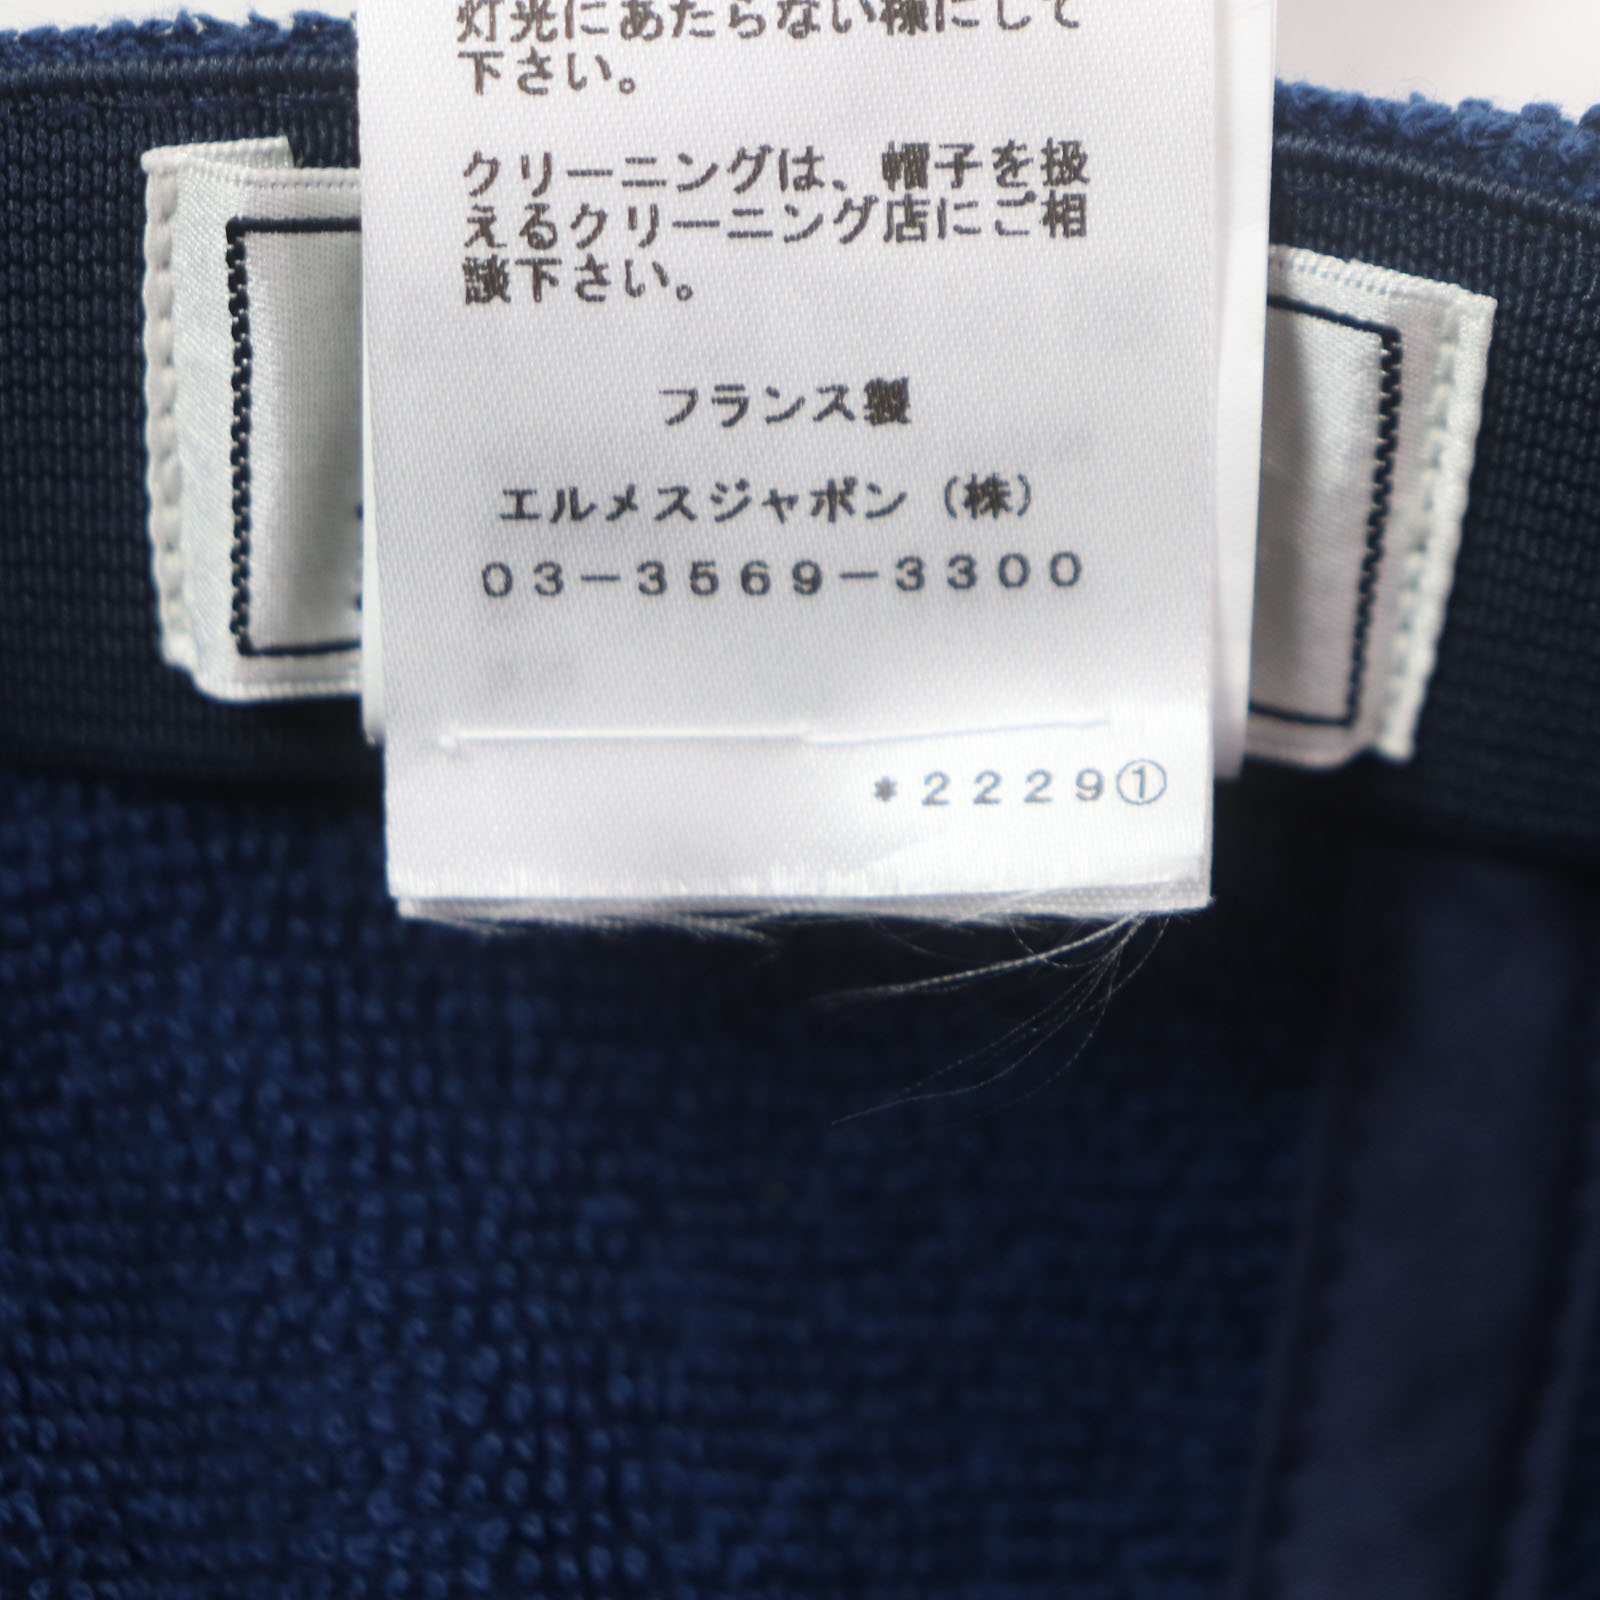 灯光にあたらない様にして
下さい。
クリーニングは、帽子を扱
えるクリーニング店にご相
談下さい。
フランス製
エルメスジャポン（株）
03−3569−3300
*2229①